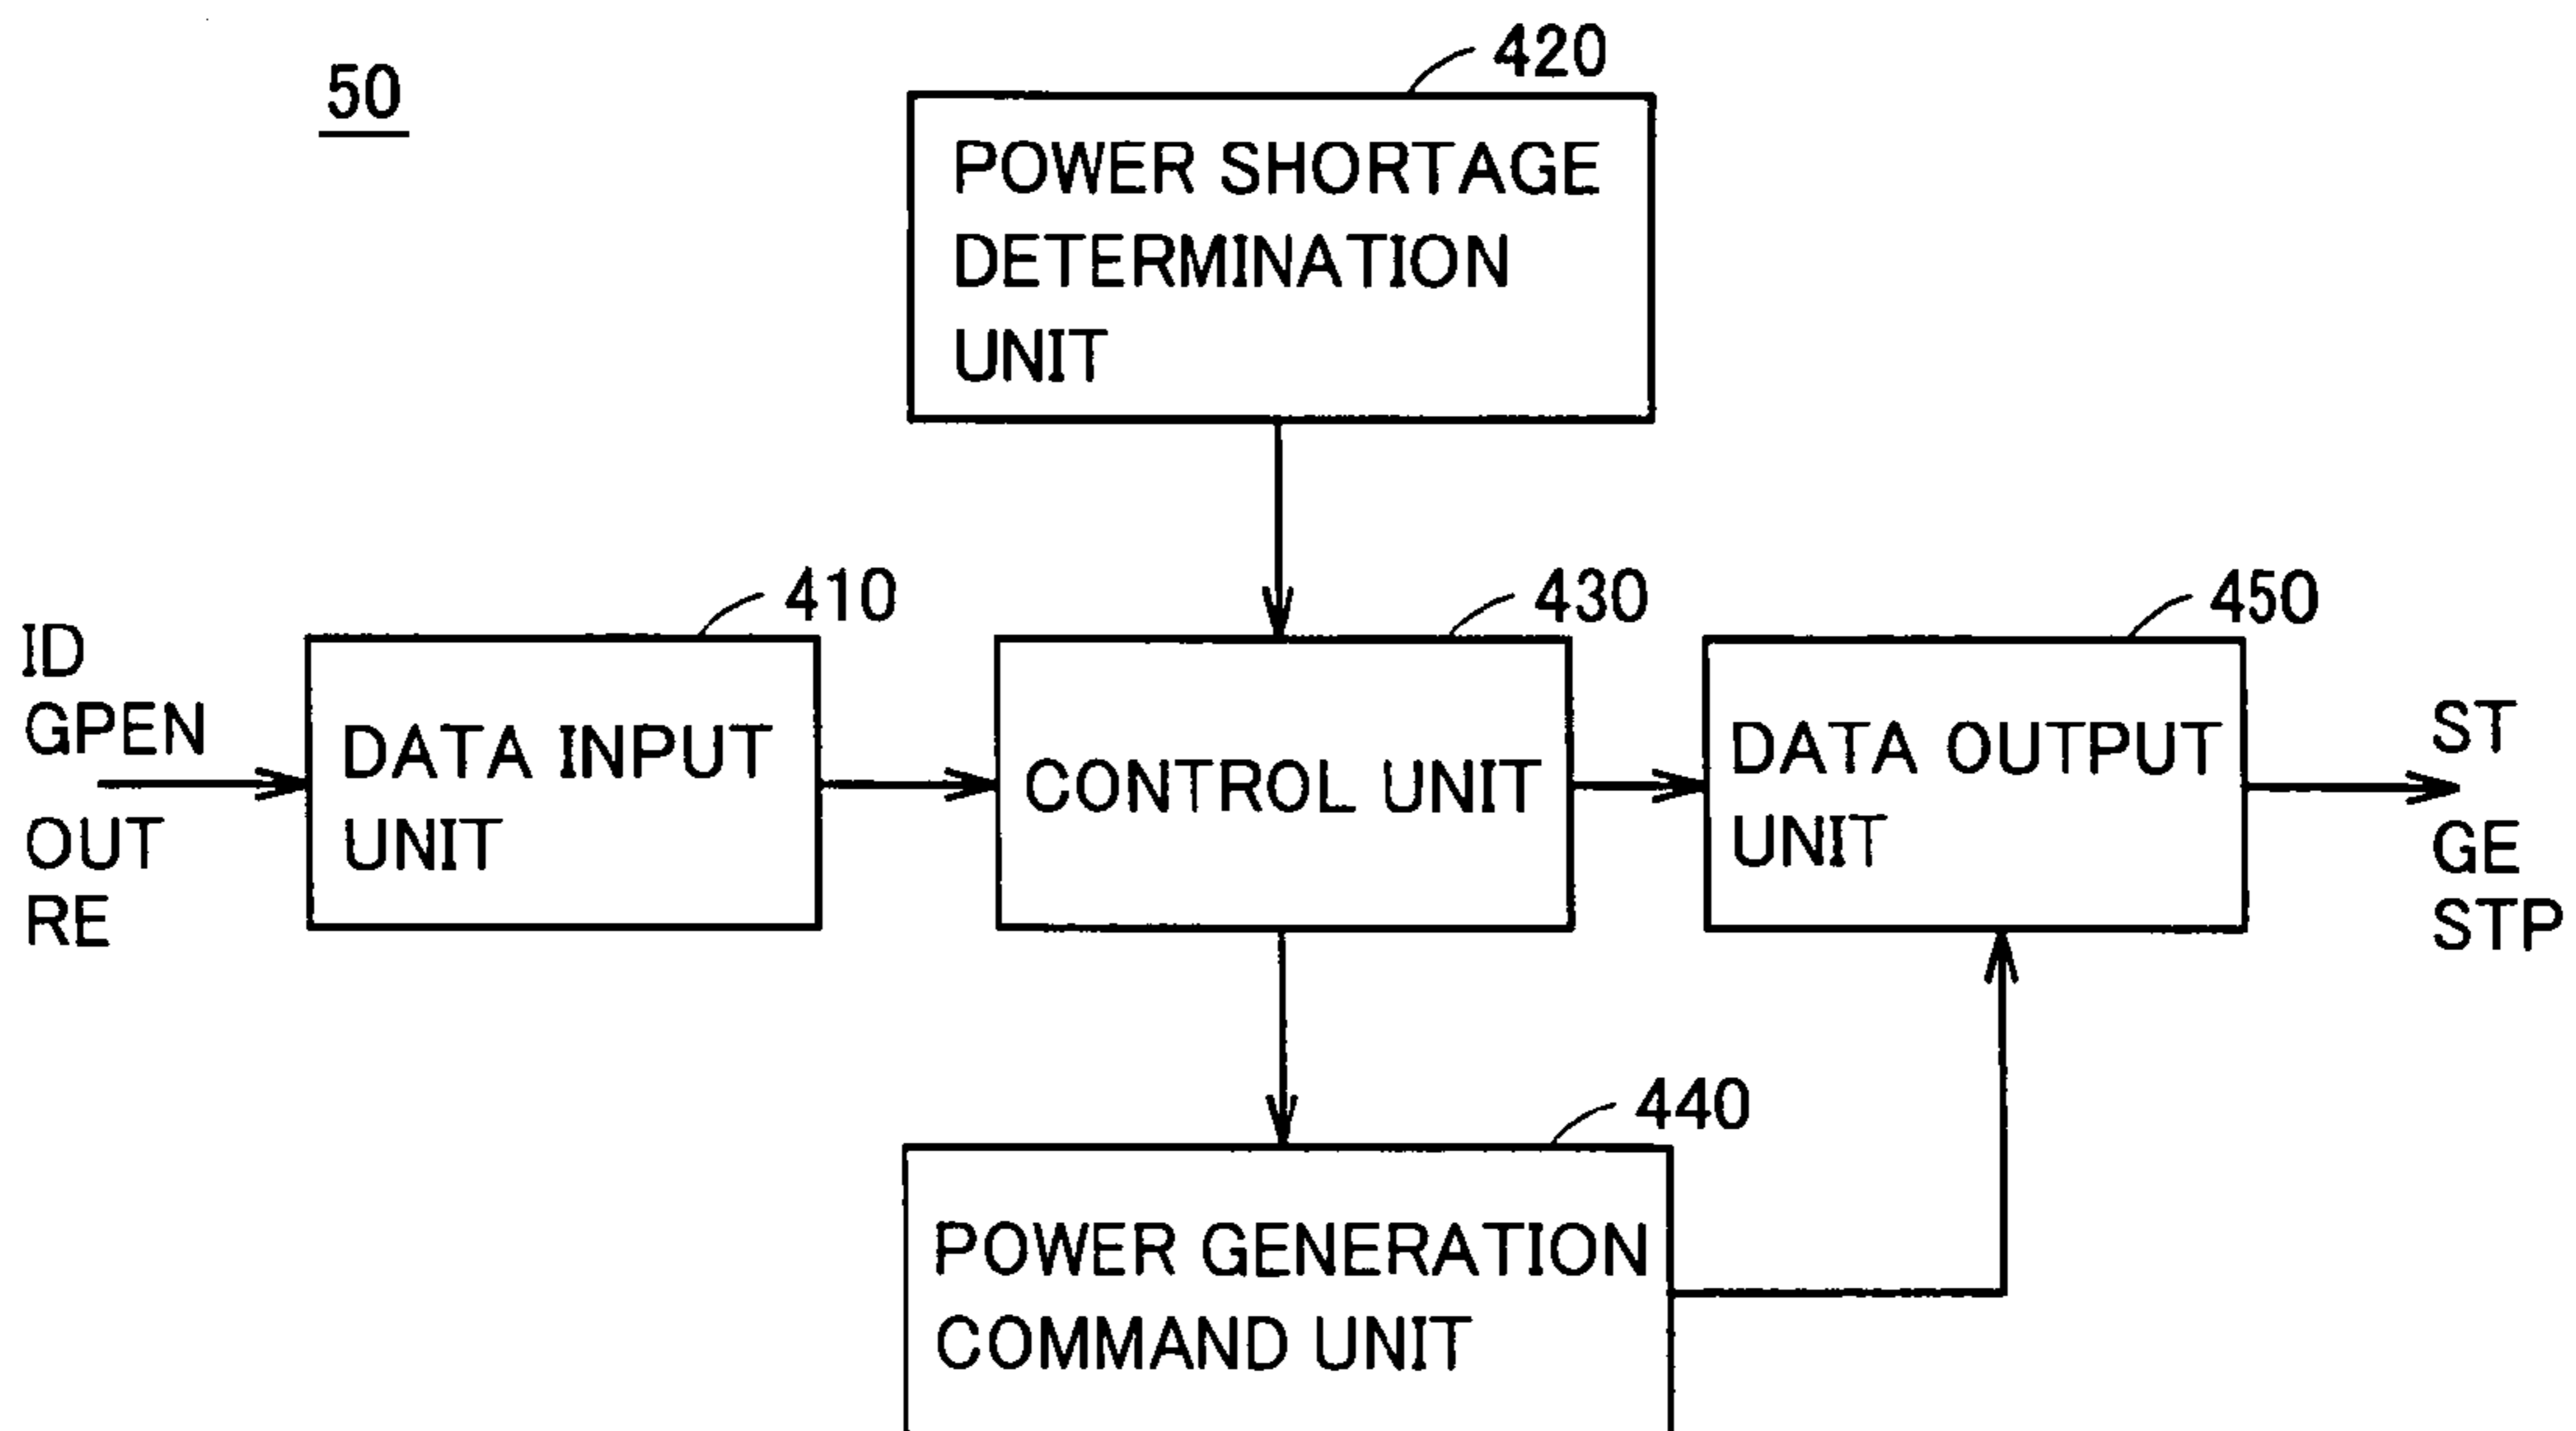 50
420
POWER SHORTAGE
DETERMINATION
UNIT
410
430
450
ID
GPEN
OUT
RE
DATA INPUT
UNIT
CONTROL UNIT
DATA OUTPUT
UNIT
ST
GE
STP
440
POWER GENERATION
COMMAND UNIT